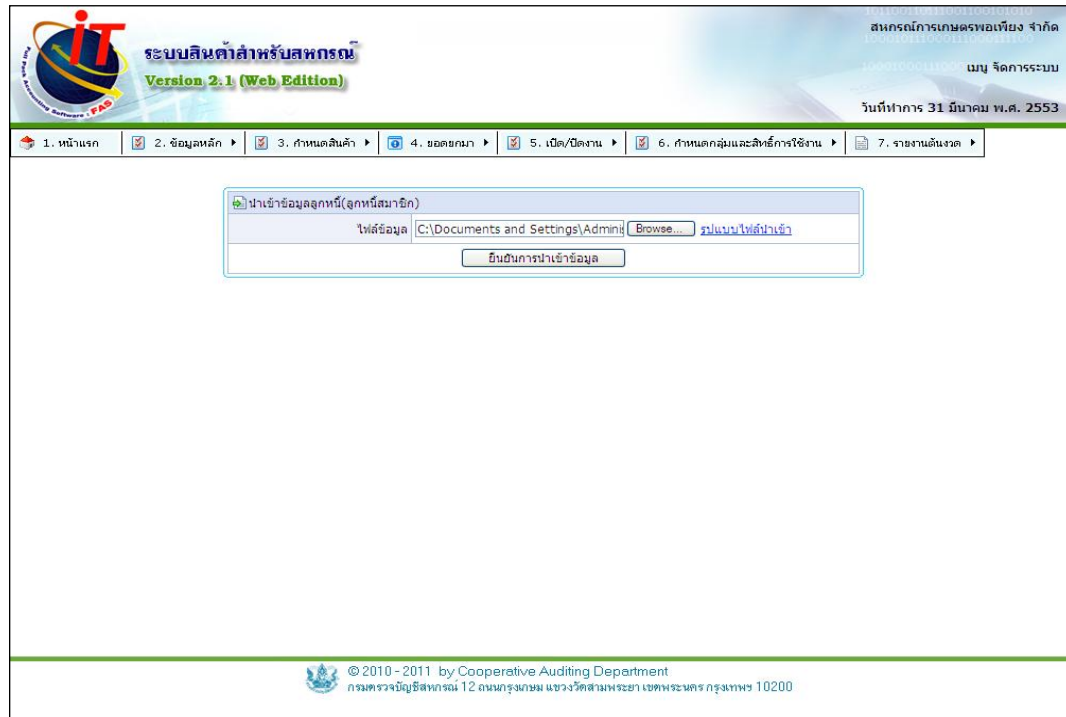 iT
Full Pack Accounting Software : FAS
ระบบสินค้าสำหรับสหกรณ์
Version 2.1 (Web Edition)
สหกรณ์การเกษตรพอเพียง จำกัด
เมนู จัดการระบบ
วันที่ทำการ 31 มีนาคม พ.ศ. 2553
1. หน้าแรก 2. ข้อมูลหลัก 3. กำหนดสินค้า 4. ยอดยกมา 5. เปิด/ปิดงาน 6. กำหนดกลุ่มและสิทธิ์การใช้งาน 7. รายงานต้นงวด
นำเข้าข้อมูลลูกหนี้(ลูกหนี้สมาชิก)
ไฟล์ข้อมูล C:\Documents and Settings\Adminis Browse... รูปแบบไฟล์นำเข้า
ยืนยันการนำเข้าข้อมูล
© 2010 - 2011 by Cooperative Auditing Department
กรมตรวจบัญชีสหกรณ์ 12 ถนนกรุงเกษม แขวงวัดสามพระยา เขตพระนคร กรุงเทพฯ 10200